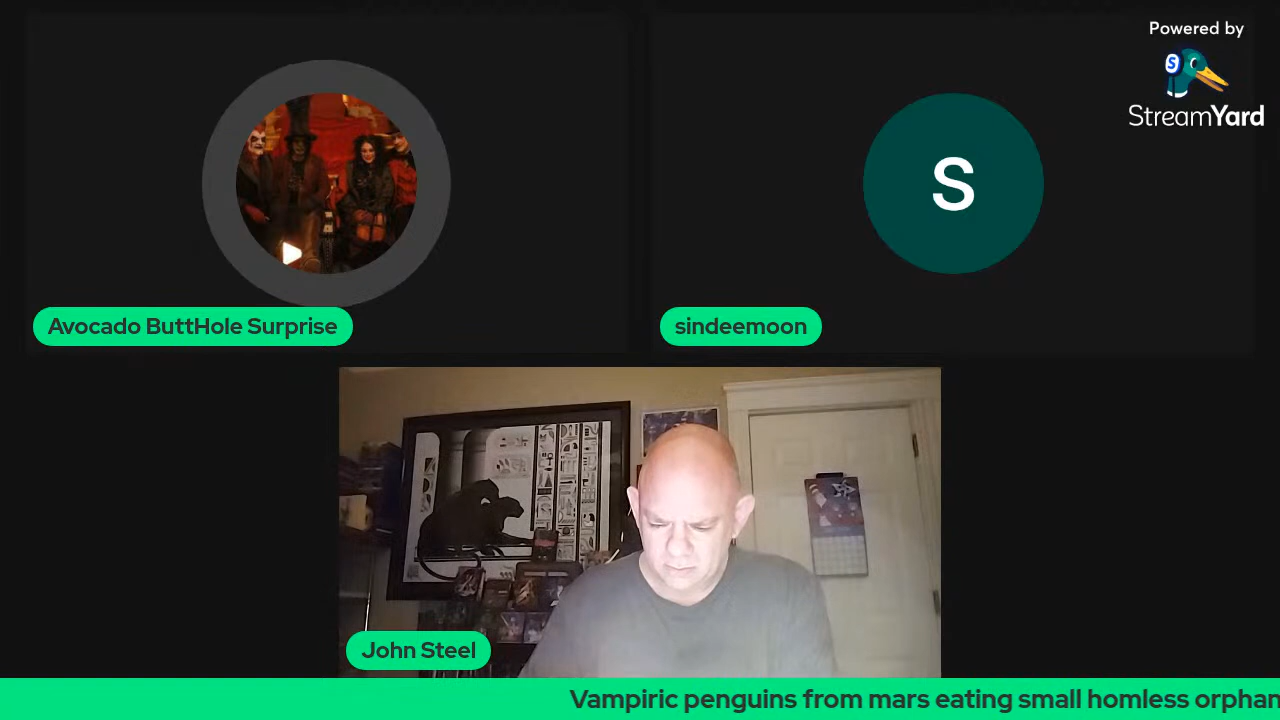 Powered by
S
StreamYard
S
Avocado ButtHole Surprise
sindeemoon
John Steel
Vampiric penguins from mars eating small homless orphan